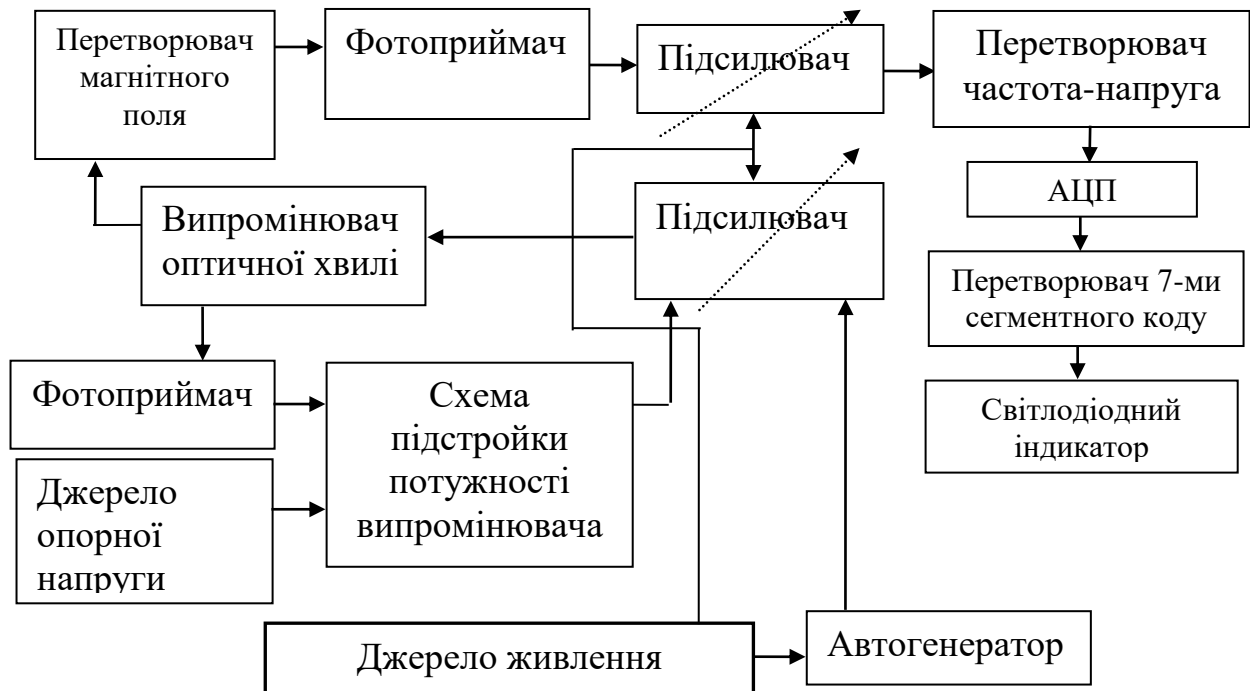 Перетворювач
магнітного
поля
Фотоприймач
Підсилювач
Перетворювач
частота-напруга
АЦП
Випромінювач
оптичної хвилі
Підсилювач
Перетворювач 7-ми
сегментного коду
Фотоприймач
Схема
підстройки
потужності
випромінювача
Світлодіодний
індикатор
Джерело
опорної
напруги
Джерело живлення
Автогенератор